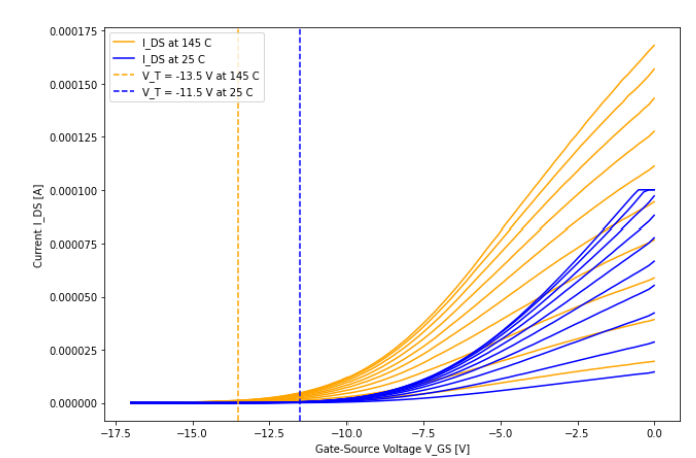 0.000175
0.000150
0.000125
0.000100
0.000075
0.000050
0.000025
0.000000
Current I_DS [A]
I_DS at 145 C
I_DS at 25 C
V_T = -13.5 V at 145 C
V_T = -11.5 V at 25 C
−17.5 −15.0 −12.5 −10.0 −7.5 −5.0 −2.5 0.0
Gate-Source Voltage V_GS [V]